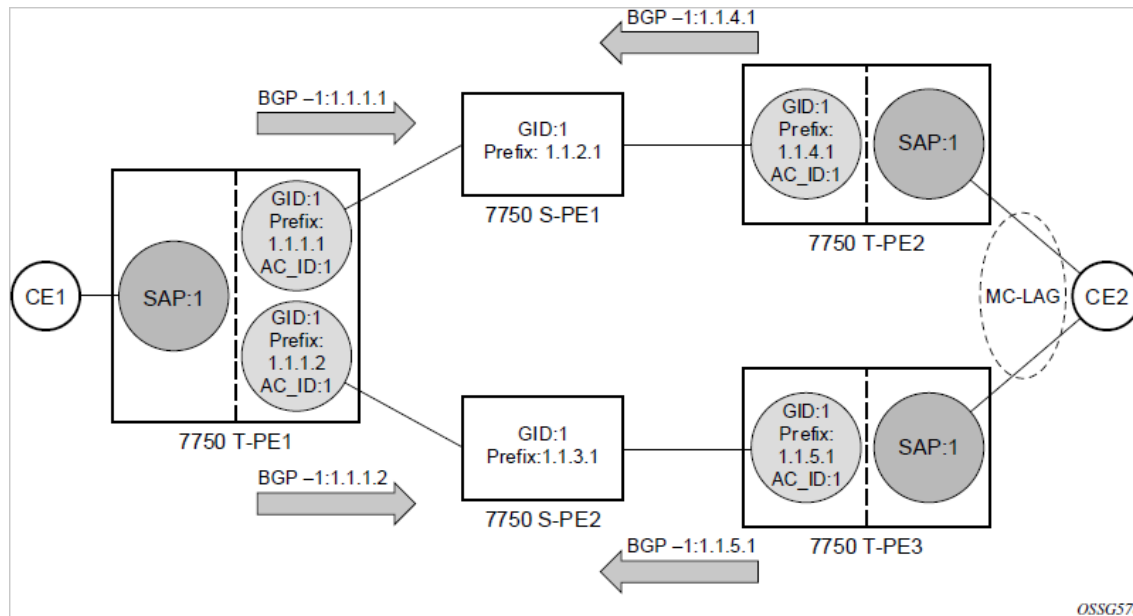 BGP –1:1.1.4.1
BGP –1:1.1.1.1
GID:1
Prefix: 1.1.2.1
7750 S-PE1
GID:1
Prefix:
1.1.4.1
AC_ID:1
SAP:1
7750 T-PE2
CE1
SAP:1
GID:1
Prefix:
1.1.1.1
AC_ID:1
GID:1
Prefix:
1.1.1.2
AC_ID:1
7750 T-PE1
MC-LAG
CE2
BGP –1:1.1.1.2
GID:1
Prefix:1.1.3.1
7750 S-PE2
GID:1
Prefix:
1.1.5.1
AC_ID:1
SAP:1
7750 T-PE3
BGP –1:1.1.5.1
OSSG57